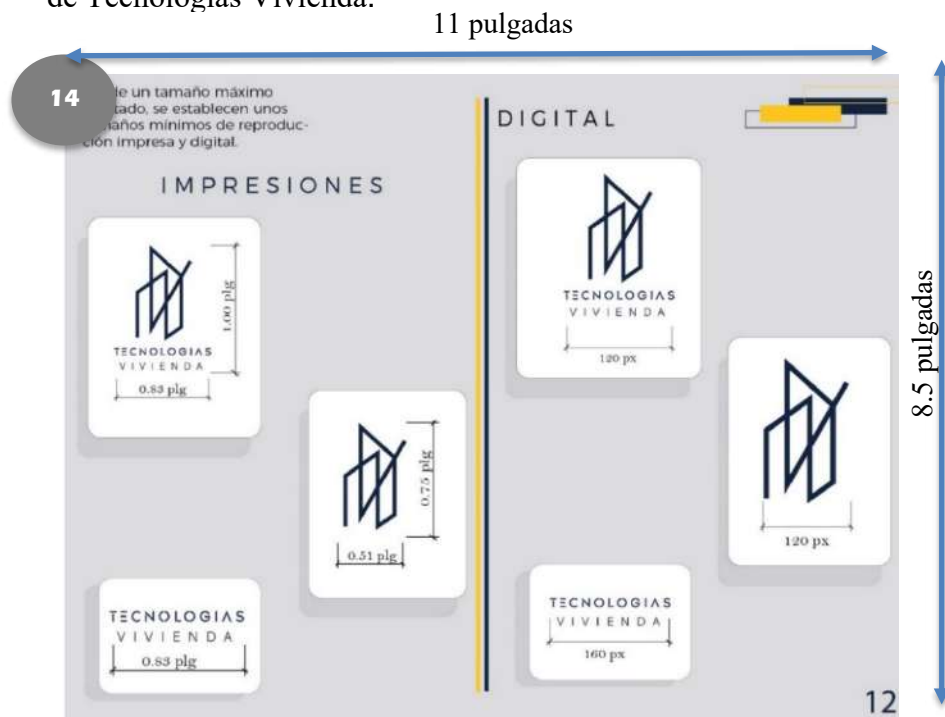 de Tecnologías Vivienda.
11 pulgadas
14
de un tamaño máximo
tado, se establecen unos
maños mínimos de reproduc-
ción impresa y digital.
IMPRESIONES
1.00 plg
TECNOLOGIAS
VIVIENDA
0.83 plg
0.75 plg
0.51 plg
TECNOLOGIAS
VIVIENDA
0.83 plg
DIGITAL
TECNOLOGIAS
VIVIENDA
120 px
120 px
TECNOLOGIAS
VIVIENDA
160 px
12
8.5 pulgadas